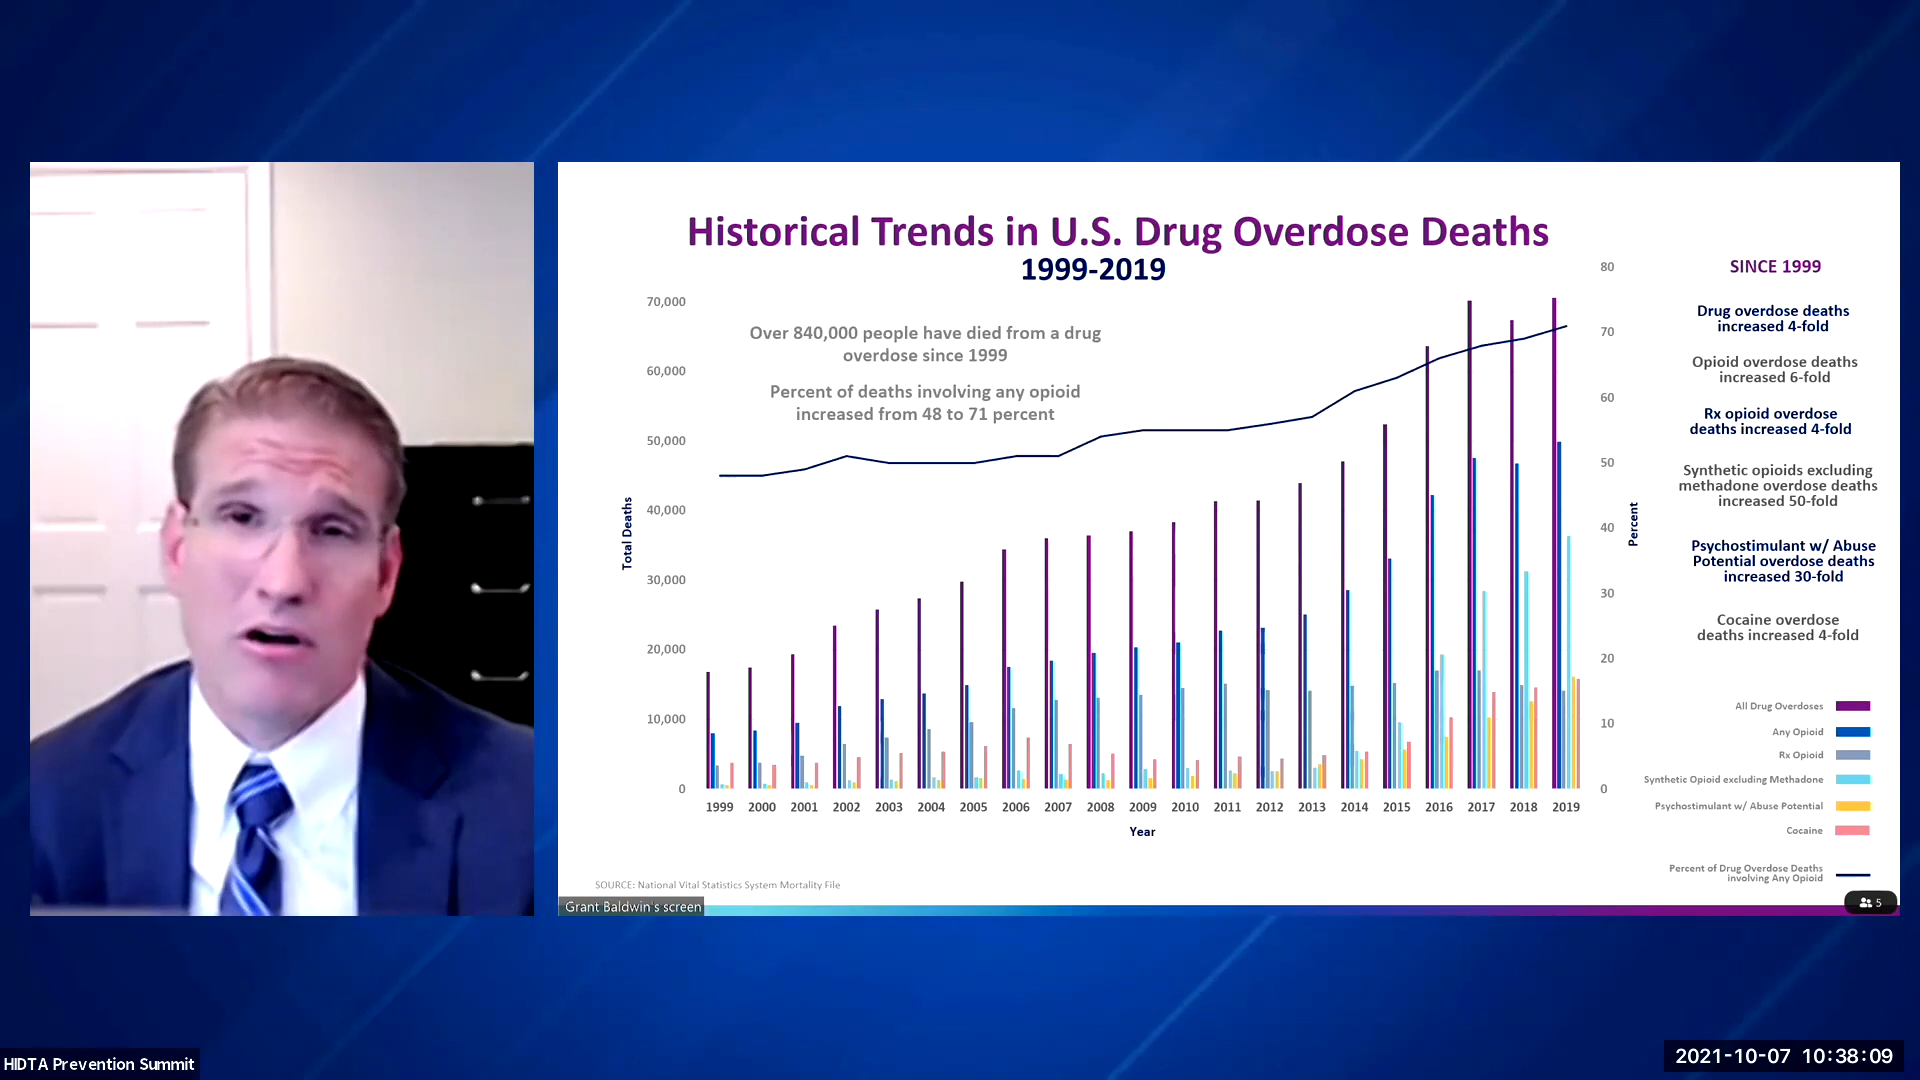 Historical Trends in U.S. Drug Overdose Deaths
1999-2019
Over 840,000 people have died from a drug
overdose since 1999
Percent of deaths involving any opioid
increased from 48 to 71 percent
Total Deaths
70,000
60,000
50,000
40,000
30,000
20,000
10,000
0
1999 2000 2001 2002 2003 2004 2005 2006 2007 2008 2009 2010 2011 2012 2013 2014 2015 2016 2017 2018 2019
Year
80
70
60
50
40
30
20
10
0
Percent
SINCE 1999
Drug overdose deaths
increased 4-fold
Opioid overdose deaths
increased 6-fold
Rx opioid overdose
deaths increased 4-fold
Synthetic opioids excluding
methadone overdose deaths
increased 50-fold
Psychostimulant w/ Abuse
Potential overdose deaths
increased 30-fold
Cocaine overdose
deaths increased 4-fold
All Drug Overdoses
Any Opioid
Rx Opioid
Synthetic Opioid excluding Methadone
Psychostimulant w/ Abuse Potential
Cocaine
Percent of Drug Overdose Deaths
involving Any Opioid
SOURCE: National Vital Statistics System Mortality File
Grant Baldwin's screen
5
HIDTA Prevention Summit
2021-10-07 10:38:09